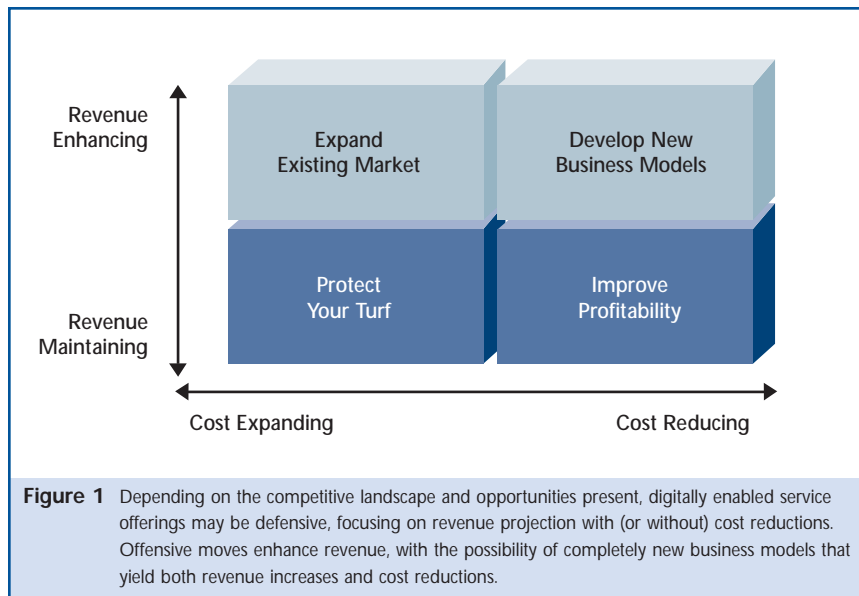 Revenue
Enhancing
Expand
Existing Market
Develop New
Business Models
Protect
Your Turf
Improve
Profitability
Revenue
Maintaining
Cost Expanding
Cost Reducing
Figure 1 Depending on the competitive landscape and opportunities present, digitally enabled service
offerings may be defensive, focusing on revenue projection with (or without) cost reductions.
Offensive moves enhance revenue, with the possibility of completely new business models that
yield both revenue increases and cost reductions.